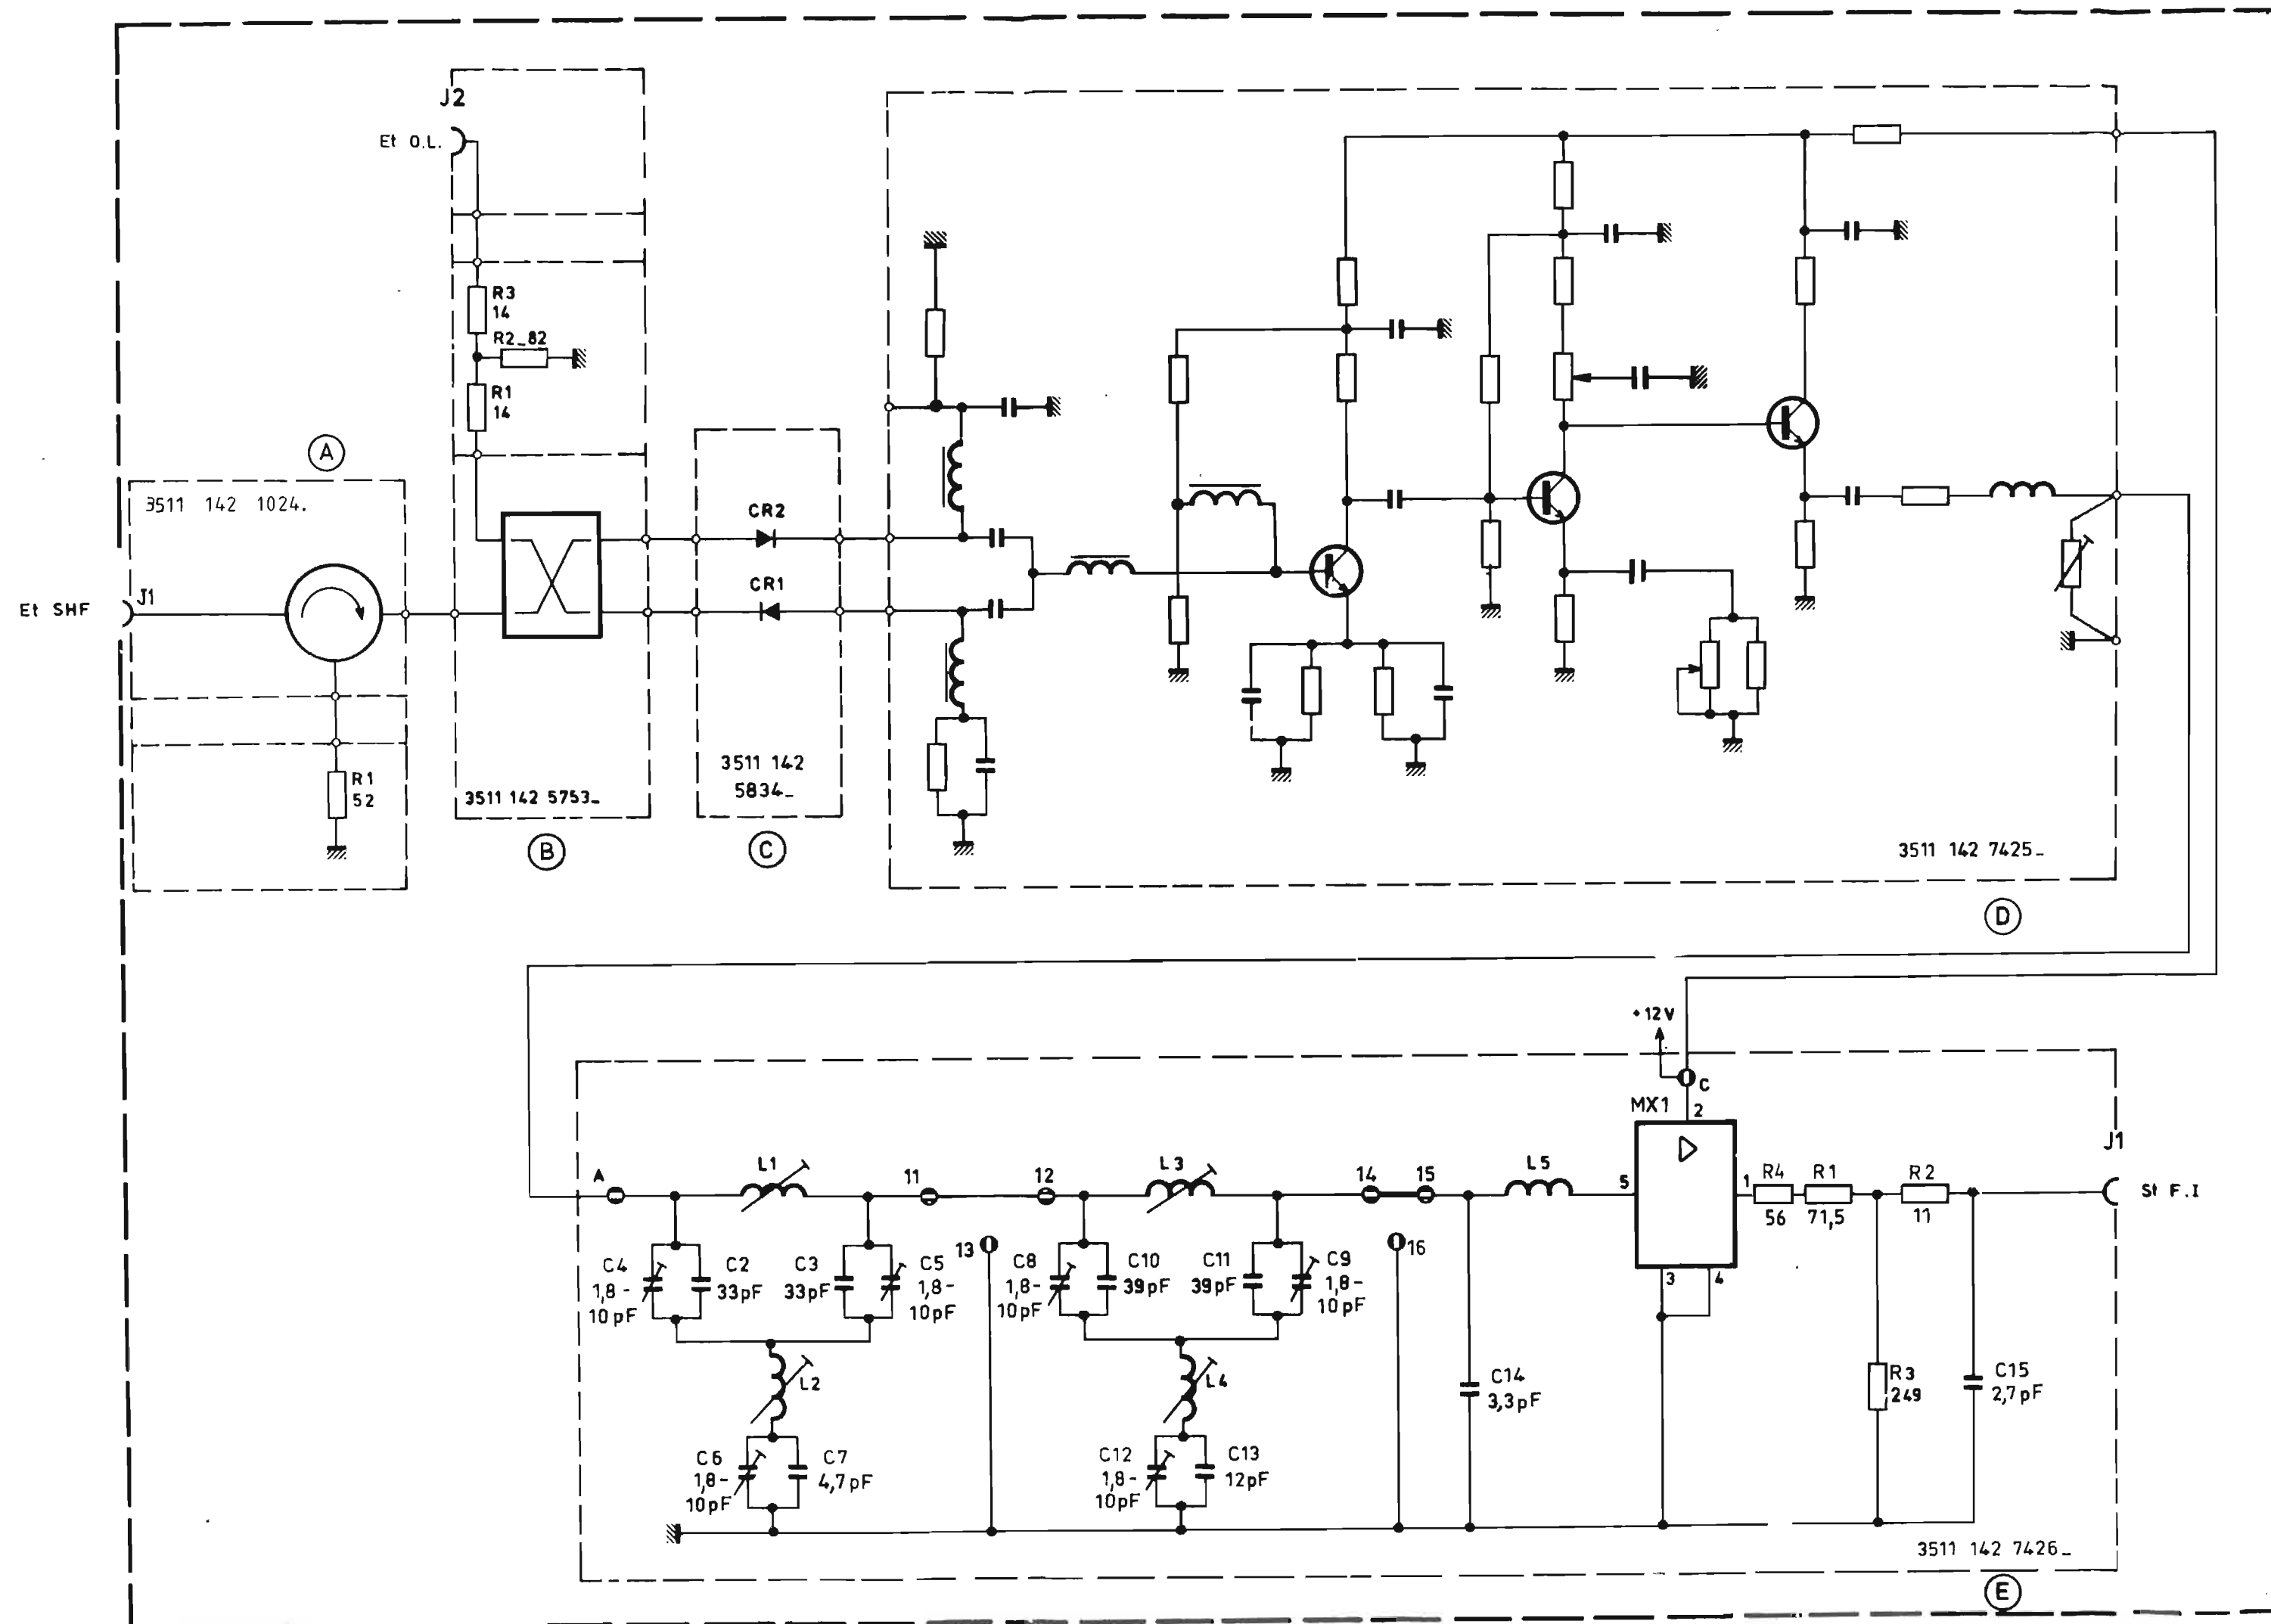 J2
Et O.L.
R3
14
R2_82
R1
14
A
3511 142 1024.
CR2
J1
Et SHF
CR1
R1
52
3511 142 5753_
3511 142
5834_
B
C
3511 142 7425_
D
+12V
C
MX1
2
J1
A
L1
11
12
L3
14
15
L5
5
1
R4
R1
R2
56
71,5
11
St F.I
13
16
C4
1,8-
10pF
C2
33pF
C3
33pF
C5
1,8-
10pF
C8
1,8-
10pF
C10
39pF
C11
39pF
C9
1,8-
10pF
3
4
L2
L4
C14
3,3pF
R3
249
C15
2,7pF
C6
1,8-
10pF
C7
4,7pF
C12
1,8-
10pF
C13
12pF
3511 142 7426_
E